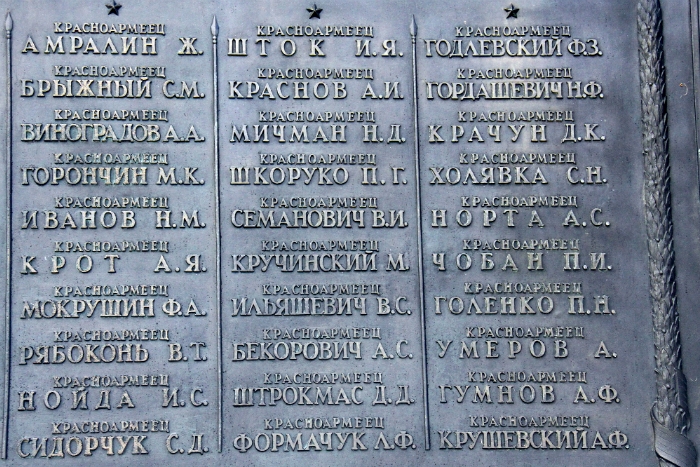 КРАСНОАРМЕЕЦ
АМРАЛИН Ж.
КРАСНОАРМЕЕЦ
БРЫЖНЫЙ С.М.
КРАСНОАРМЕЕЦ
ВИНОГРАДОВ А.А.
КРАСНОАРМЕЕЦ
ГОРОНЧИН М.К.
КРАСНОАРМЕЕЦ
ИВАНОВ Н.М.
КРАСНОАРМЕЕЦ
КРОТ А.Я.
КРАСНОАРМЕЕЦ
МОКРУШИН Ф.А.
КРАСНОАРМЕЕЦ
РЯБОКОНЬ В.Т.
КРАСНОАРМЕЕЦ
НОЙДА И.С.
КРАСНОАРМЕЕЦ
СИДОРЧУК С.Д.
КРАСНОАРМЕЕЦ
ШТОК И.Я.
КРАСНОАРМЕЕЦ
КРАСНОВ А.И.
КРАСНОАРМЕЕЦ
МИЧМАН Н.Д.
КРАСНОАРМЕЕЦ
ШКОРУКО П.Г.
КРАСНОАРМЕЕЦ
СЕМАНОВИЧ В.И.
КРАСНОАРМЕЕЦ
КРУЧИНСКИЙ М.
КРАСНОАРМЕЕЦ
ИЛЬЯШЕВИЧ В.С.
КРАСНОАРМЕЕЦ
БЕКОРОВИЧ А.С.
КРАСНОАРМЕЕЦ
ШТРОКМАС Д.Д.
КРАСНОАРМЕЕЦ
ФОРМАЧУК Л.Ф.
КРАСНОАРМЕЕЦ
ГОДЛЕВСКИЙ Ф.З.
КРАСНОАРМЕЕЦ
ГОРДАШЕВИЧ Н.Ф.
КРАСНОАРМЕЕЦ
КРАЧУН Д.К.
КРАСНОАРМЕЕЦ
ХОЛЯВКА С.Н.
КРАСНОАРМЕЕЦ
НОРТА А.С.
КРАСНОАРМЕЕЦ
ЧОБАН П.И.
КРАСНОАРМЕЕЦ
ГОЛЕНКО П.Н.
КРАСНОАРМЕЕЦ
УМЕРОВ А.
КРАСНОАРМЕЕЦ
ГУМНОВ А.Ф.
КРАСНОАРМЕЕЦ
КРУШЕВСКИЙ А.Ф.